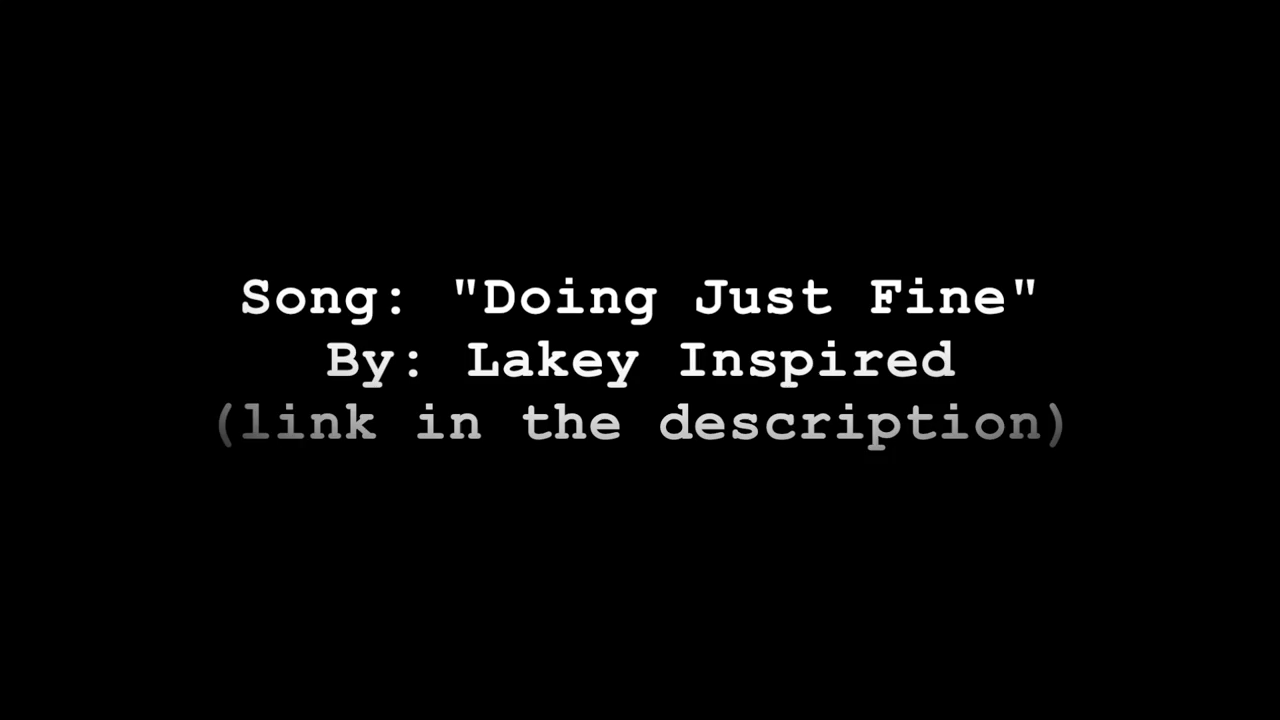 Song: "Doing Just Fine"
By: Lakey Inspired
(link in the description)